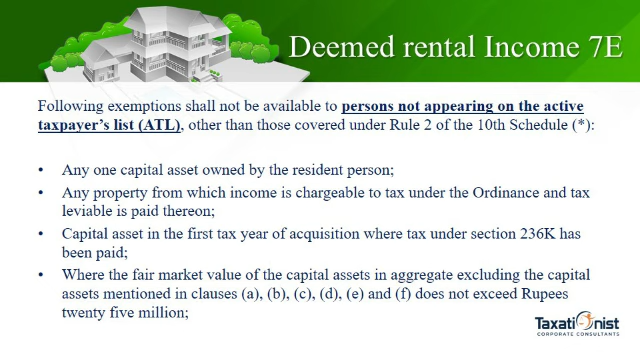 Deemed rental Income 7E
Following exemptions shall not be available to persons not appearing on the active
taxpayer's list (ATL), other than those covered under Rule 2 of the 10th Schedule (*):
• Any one capital asset owned by the resident person;
• Any property from which income is chargeable to tax under the Ordinance and tax
leviable is paid thereon;
• Capital asset in the first tax year of acquisition where tax under section 236K has
been paid;
• Where the fair market value of the capital assets in aggregate excluding the capital
assets mentioned in clauses (a), (b), (c), (d), (e) and (f) does not exceed Rupees
twenty five million;
Taxationist
CORPORATE CONSULTANTS